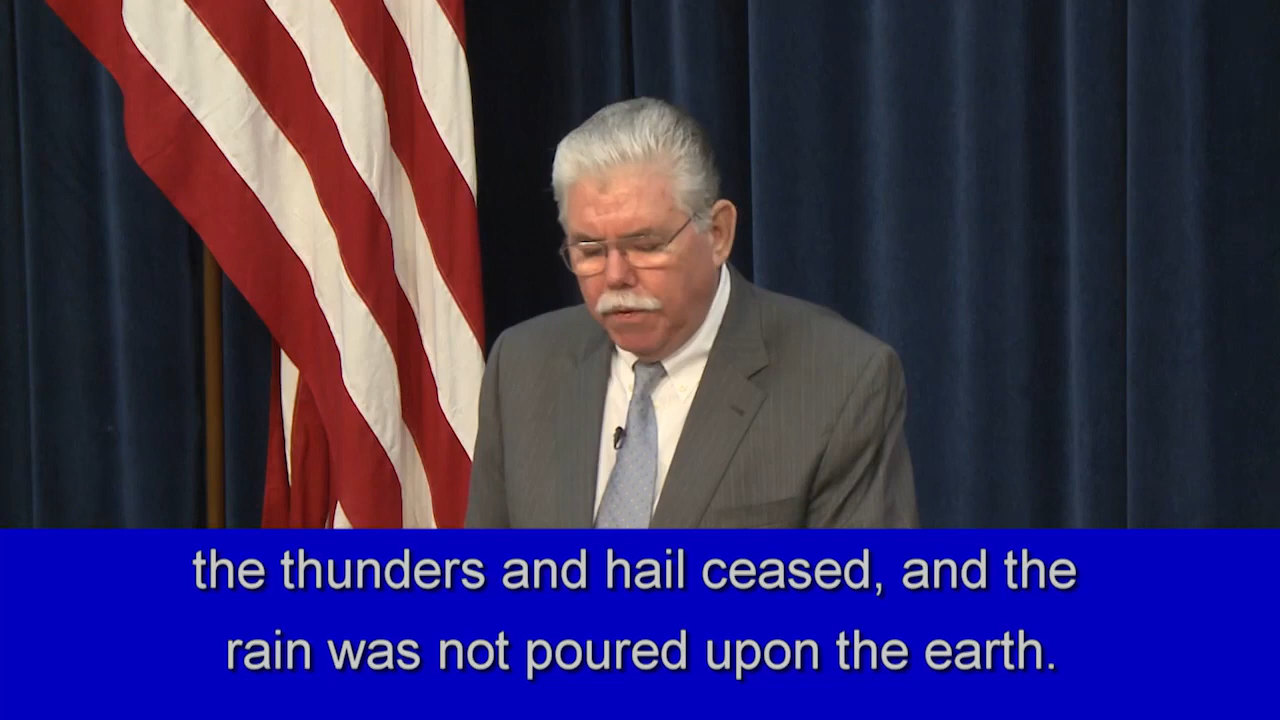 the thunders and hail ceased, and the
rain was not poured upon the earth.